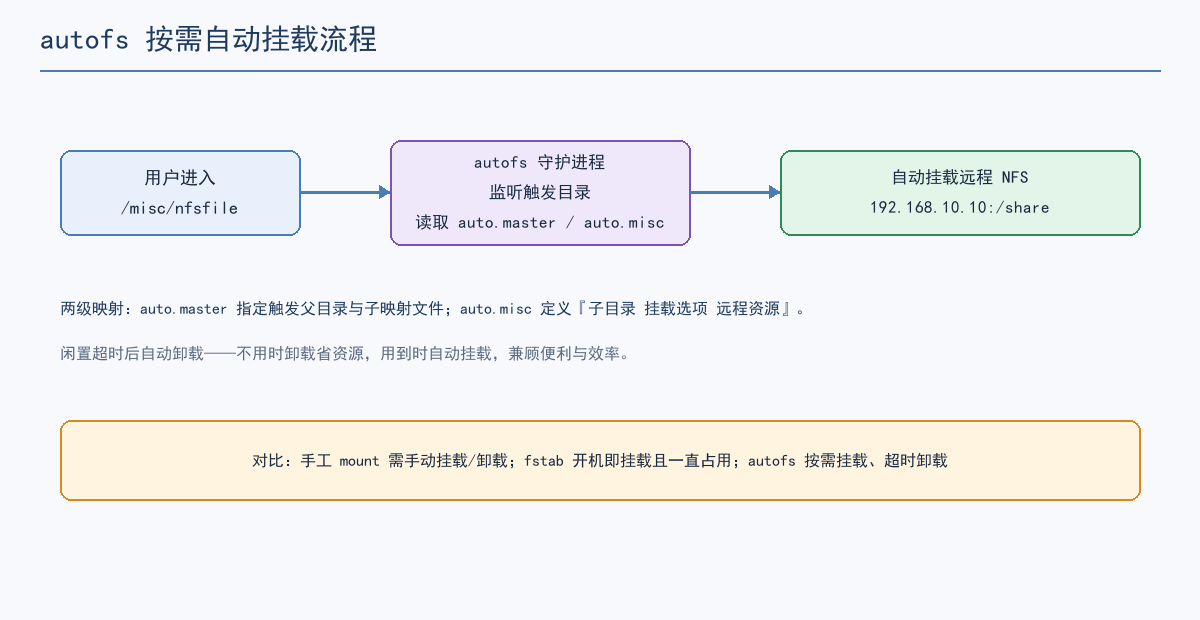 autofs 按需自动挂载流程
用户进入
/misc/nfsfile
autofs 守护进程
监听触发目录
读取 auto.master / auto.misc
自动挂载远程 NFS
192.168.10.10:/share
两级映射：auto.master 指定触发父目录与子映射文件；auto.misc 定义『子目录 挂载选项 远程资源』。
闲置超时后自动卸载——不用时卸载省资源，用到时自动挂载，兼顾便利与效率。
对比：手工 mount 需手动挂载/卸载；fstab 开机即挂载且一直占用；autofs 按需挂载、超时卸载